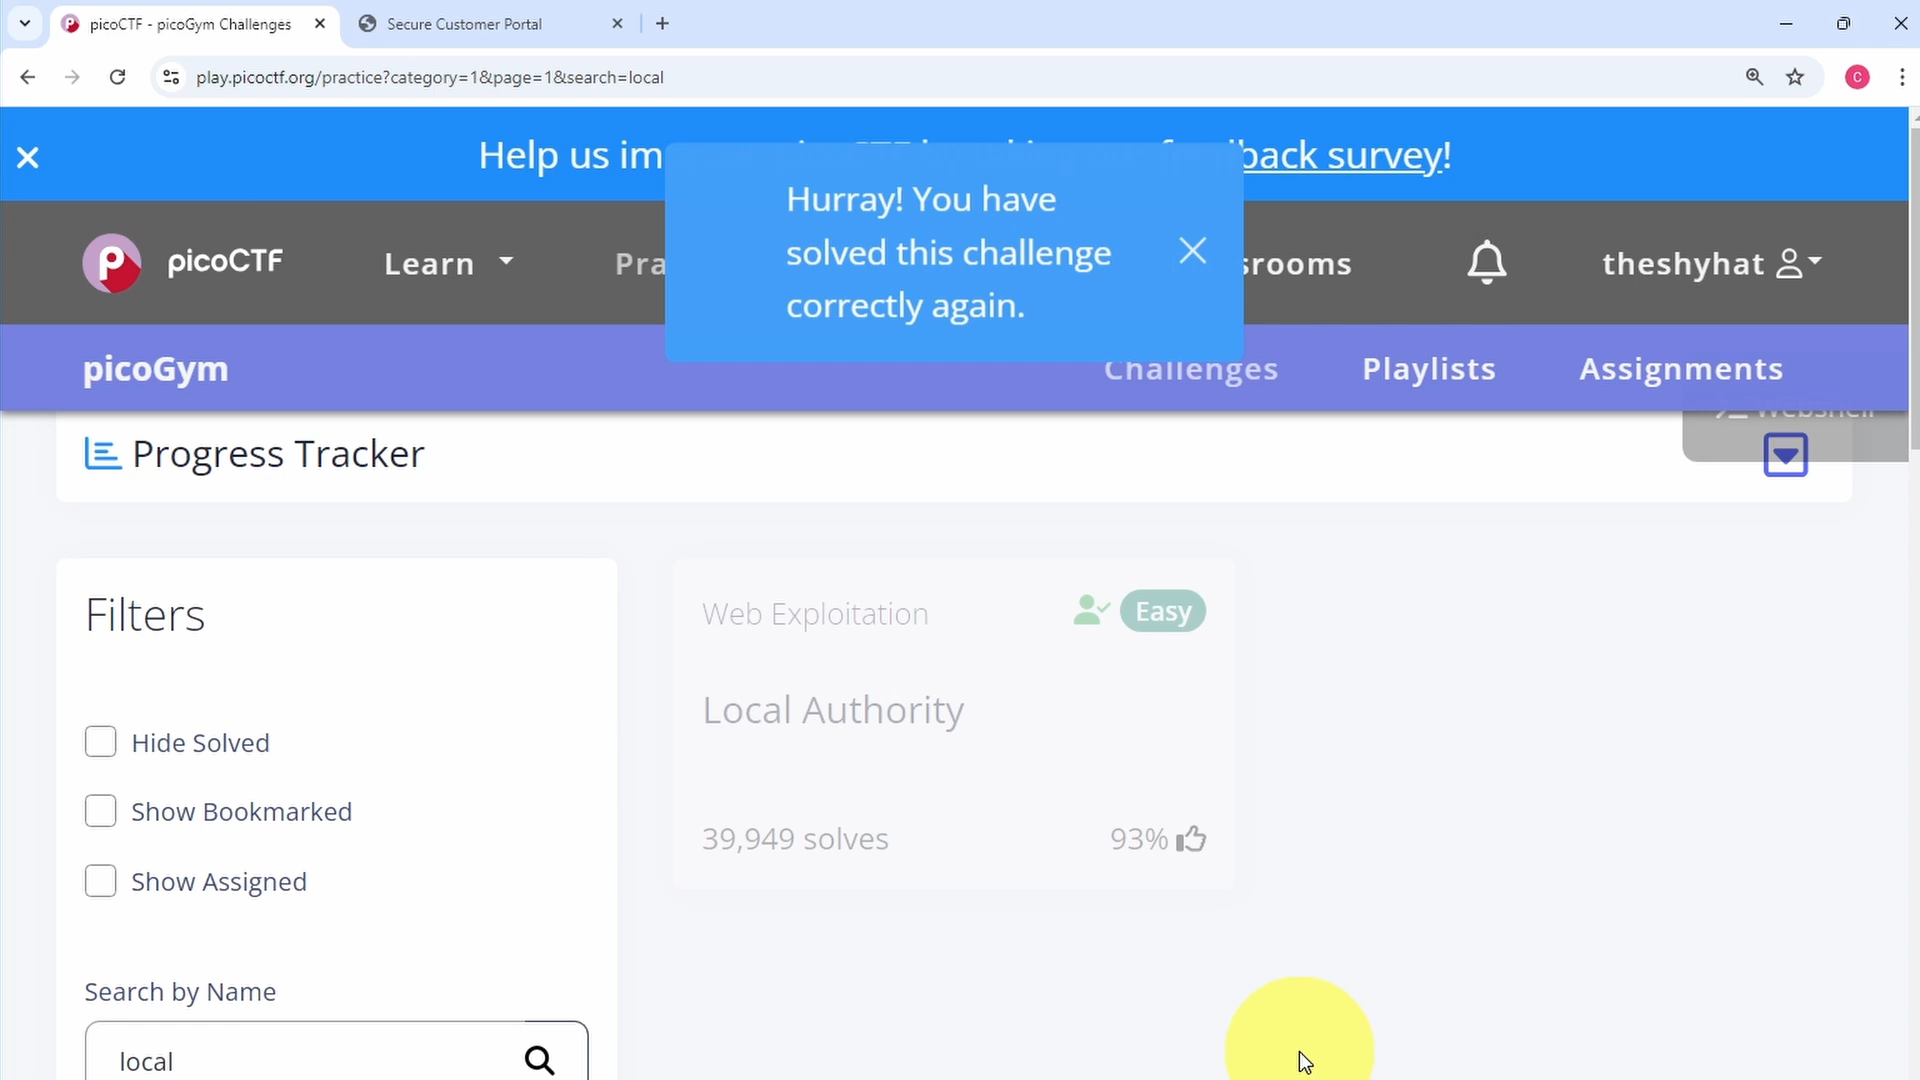 picoCTF - picoGym Challenges
Secure Customer Portal
play.picoctf.org/practice?category=1&page=1&search=local
C
Help us im back survey!
Hurray! You have
solved this challenge
correctly again.
picoCTF
Learn
Pra srooms
theshyhat
picoGym
Challenges
Playlists
Assignments
Webshell
Progress Tracker
Filters
Hide Solved
Show Bookmarked
Show Assigned
Search by Name
local
Web Exploitation
Easy
Local Authority
39,949 solves
93%